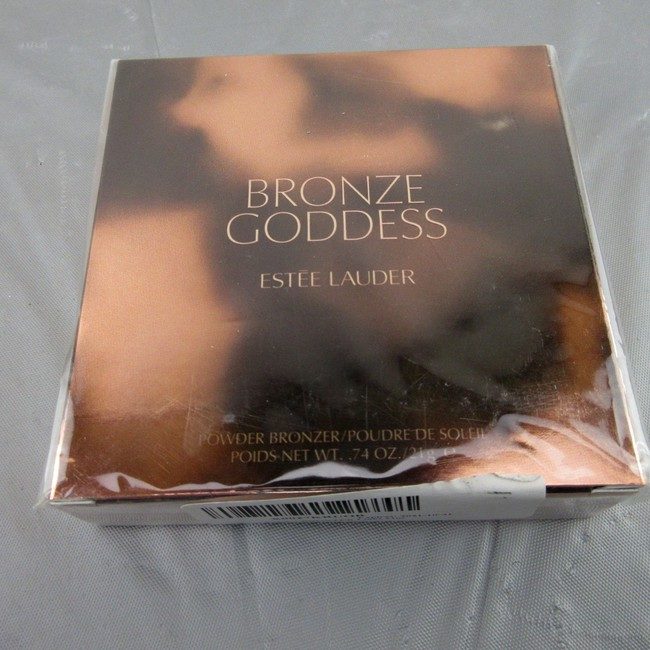 BRONZE
GODDESS
ESTĒE LAUDER
POWDER BRONZER/POUDRE DE SOLEIL
POIDS-NET WT. .74 OZ./21g